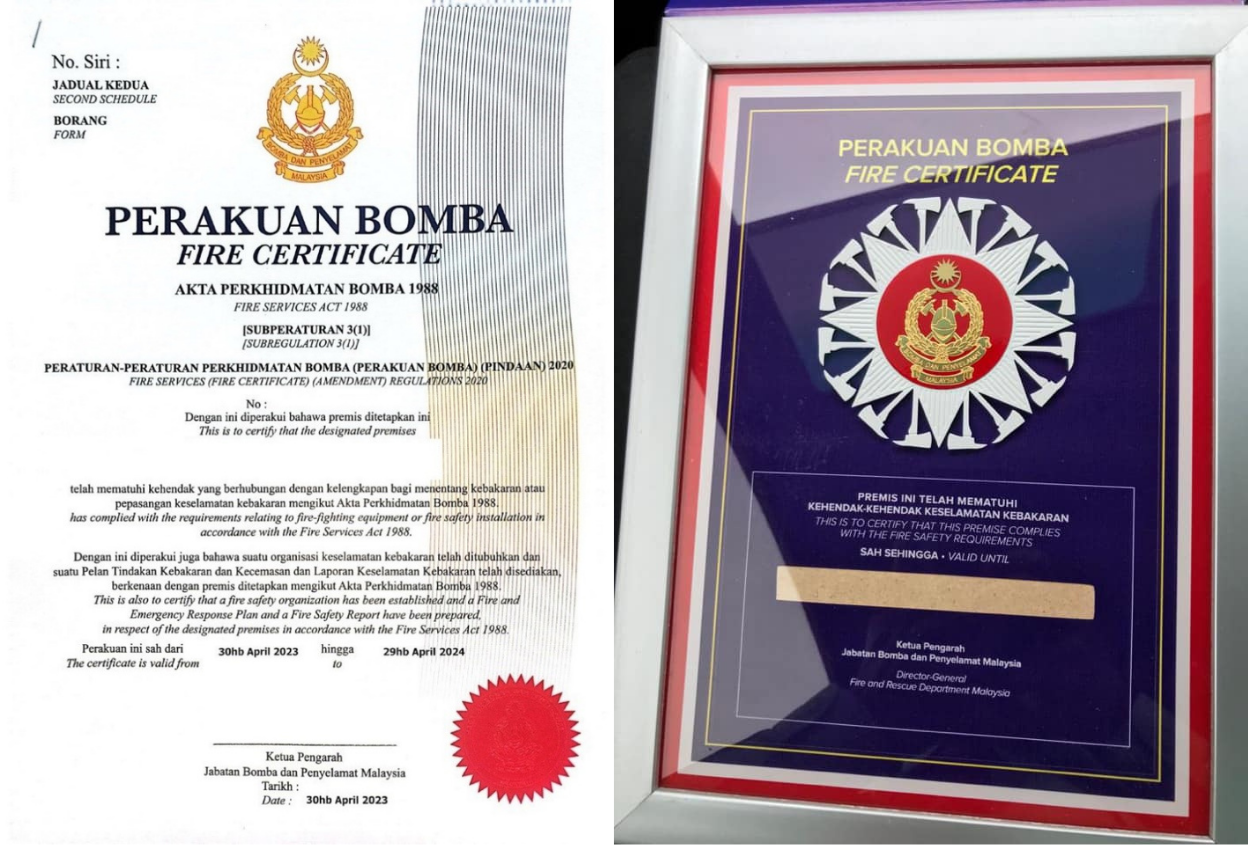 No. Siri :
JADUAL KEDUA
SECOND SCHEDULE
BORANG
FORM
BOMBA DAN PENYELAMAT
MALAYSIA
PERAKUAN BOMBA
FIRE CERTIFICATE
AKTA PERKHIDMATAN BOMBA 1988
FIRE SERVICES ACT 1988
[SUBPERATURAN 3(1)]
[SUBREGULATION 3(1)]
PERATURAN-PERATURAN PERKHIDMATAN BOMBA (PERAKUAN BOMBA) (PINDAAN) 2020
FIRE SERVICES (FIRE CERTIFICATE) (AMENDMENT) REGULATIONS 2020
No :
Dengan ini diperakui bahawa premis ditetapkan ini
This is to certify that the designated premises
telah mematuhi kehendak yang berhubungan dengan kelengkapan bagi menentang kebakaran atau
pepasangan keselamatan kebakaran mengikut Akta Perkhidmatan Bomba 1988.
has complied with the requirements relating to fire-fighting equipment or fire safety installation in
accordance with the Fire Services Act 1988.
Dengan ini diperakui juga bahawa suatu organisasi keselamatan kebakaran telah ditubuhkan dan
suatu Pelan Tindakan Kebakaran dan Kecemasan dan Laporan Keselamatan Kebakaran telah disediakan,
berkenaan dengan premis ditetapkan mengikut Akta Perkhidmatan Bomba 1988.
This is also to certify that a fire safety organization has been established and a Fire and
Emergency Response Plan and a Fire Safety Report have been prepared,
in respect of the designated premises in accordance with the Fire Services Act 1988.
Perakuan ini sah dari 30hb April 2023 hingga 29hb April 2024
The certificate is valid from to
Ketua Pengarah
Jabatan Bomba dan Penyelamat Malaysia
Tarikh :
Date : 30hb April 2023
PERAKUAN BOMBA
FIRE CERTIFICATE
BOMBA DAN PENYELAMAT
MALAYSIA
PREMIS INI TELAH MEMATUHI
KEHENDAK-KEHENDAK KESELAMATAN KEBAKARAN
THIS IS TO CERTIFY THAT THIS PREMISE COMPLIES
WITH THE FIRE SAFETY REQUIREMENTS
SAH SEHINGGA • VALID UNTIL
Ketua Pengarah
Jabatan Bomba dan Penyelamat Malaysia
Director-General
Fire and Rescue Department Malaysia